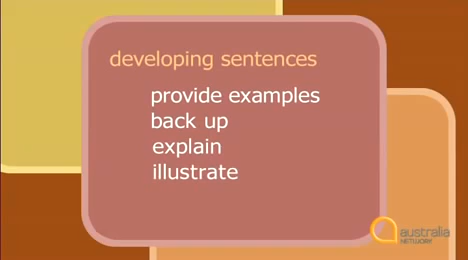 developing sentences
provide examples
back up
explain
illustrate
australia
NETWORK